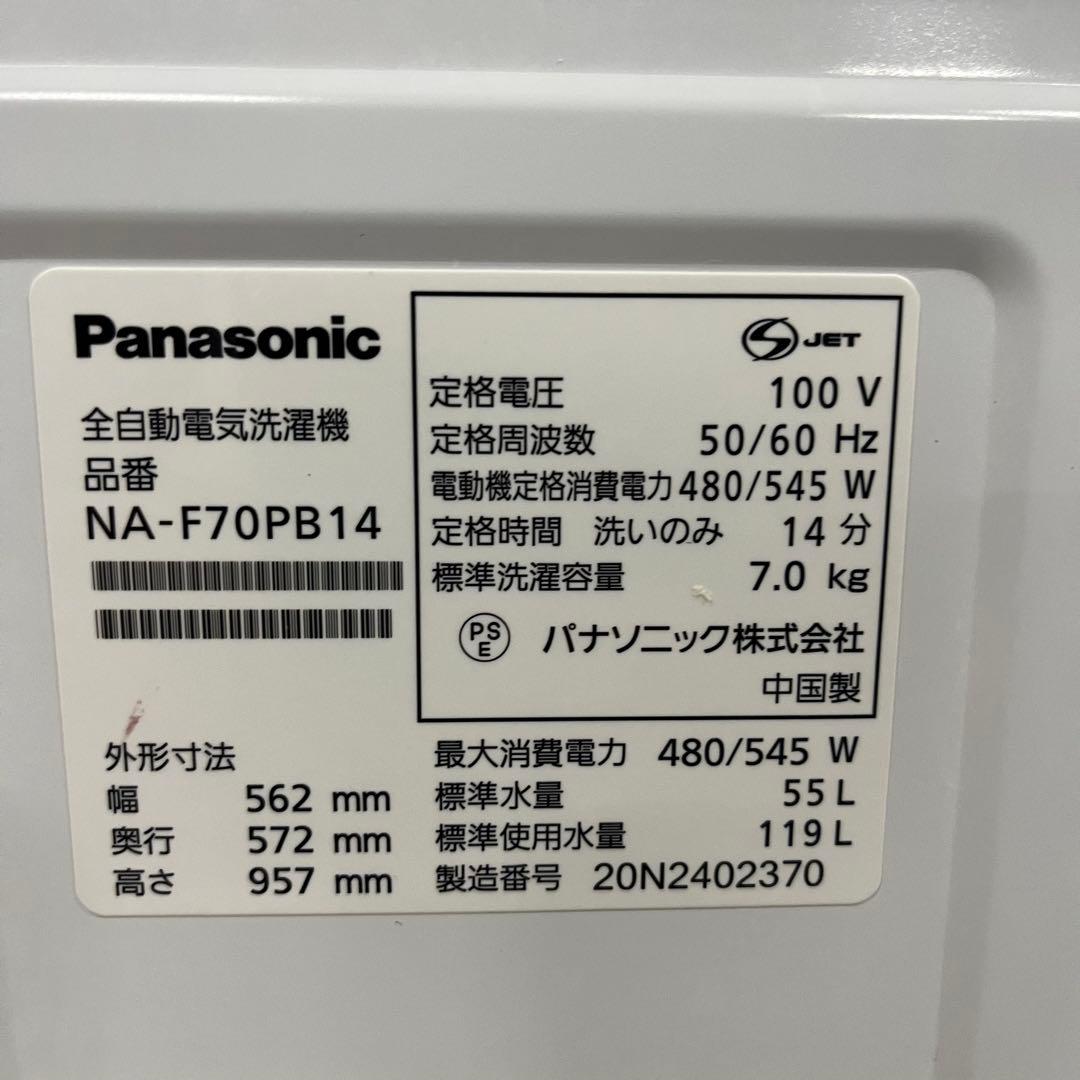 Panasonic
全自動電気洗濯機
品番
NA-F70PB14
S JET
定格電圧 100 V
定格周波数 50/60 Hz
電動機定格消費電力 480/545 W
定格時間 洗いのみ 14 分
標準洗濯容量 7.0 kg
PS
E
パナソニック株式会社
中国製
外形寸法
幅 562 mm
奥行 572 mm
高さ 957 mm
最大消費電力 480/545 W
標準水量 55 L
標準使用水量 119 L
製造番号 20N2402370